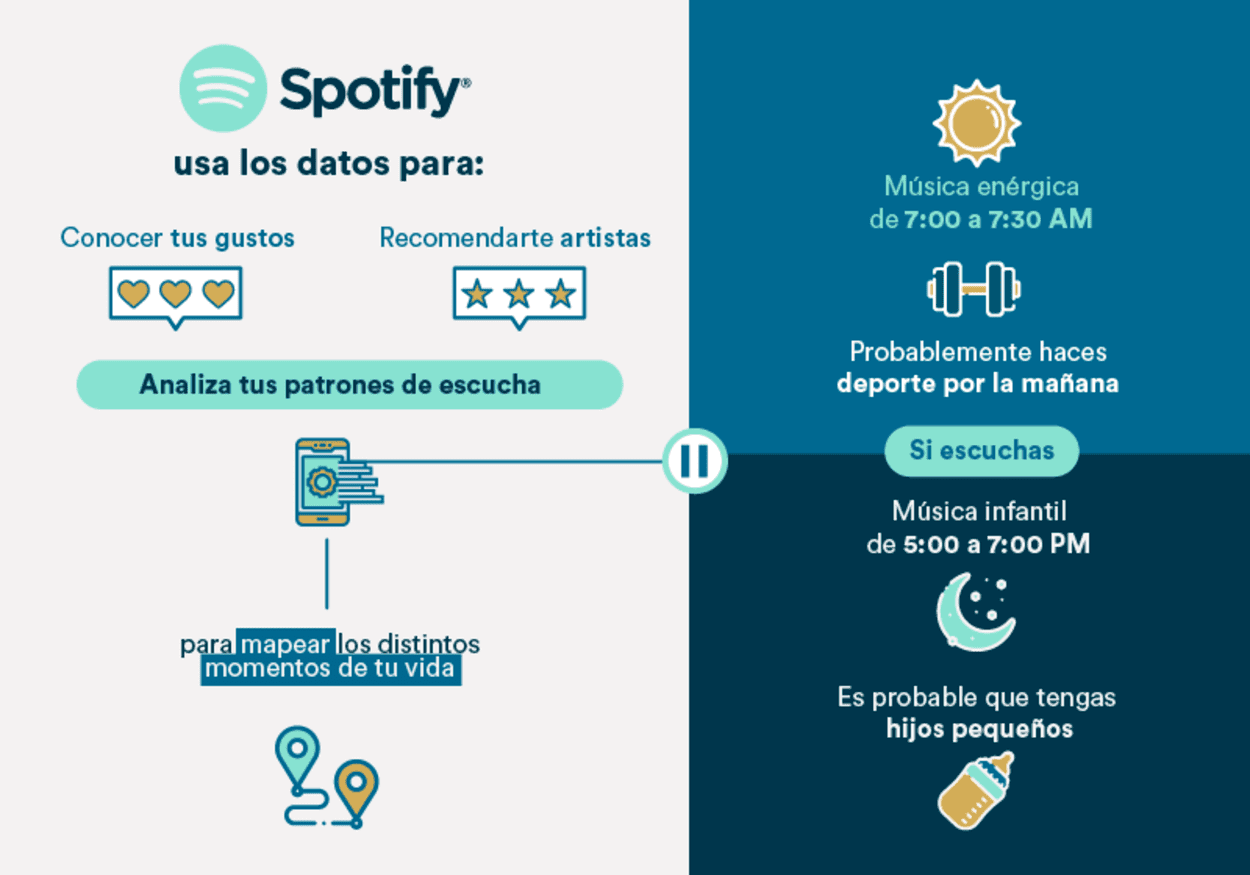 Spotify®
usa los datos para:
Conocer tus gustos
Recomendarte artistas
Analiza tus patrones de escucha
para mapear los distintos
momentos de tu vida
Música enérgica
de 7:00 a 7:30 AM
Probablemente haces
deporte por la mañana
Si escuchas
Música infantil
de 5:00 a 7:00 PM
Es probable que tengas
hijos pequeños